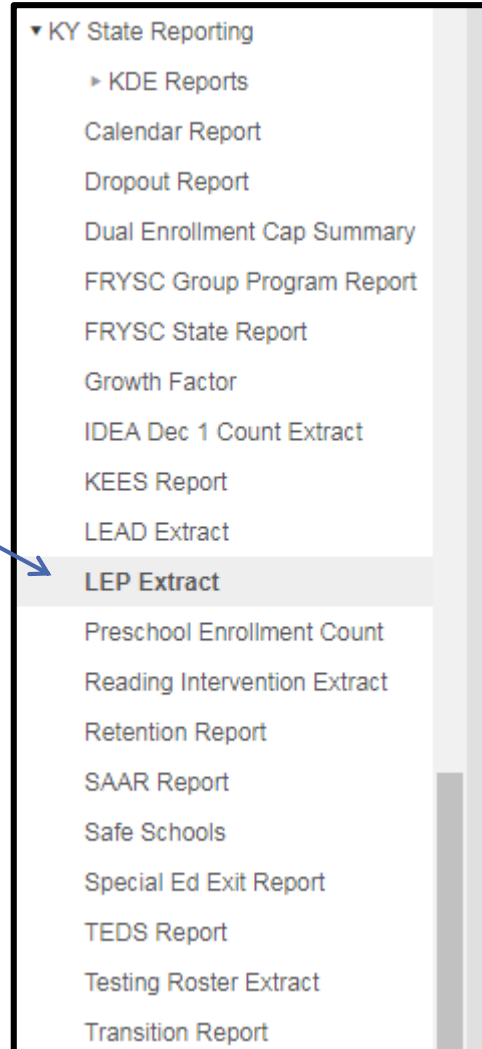 KY State Reporting
KDE Reports
Calendar Report
Dropout Report
Dual Enrollment Cap Summary
FRYSC Group Program Report
FRYSC State Report
Growth Factor
IDEA Dec 1 Count Extract
KEES Report
LEAD Extract
LEP Extract
Preschool Enrollment Count
Reading Intervention Extract
Retention Report
SAAR Report
Safe Schools
Special Ed Exit Report
TEDS Report
Testing Roster Extract
Transition Report